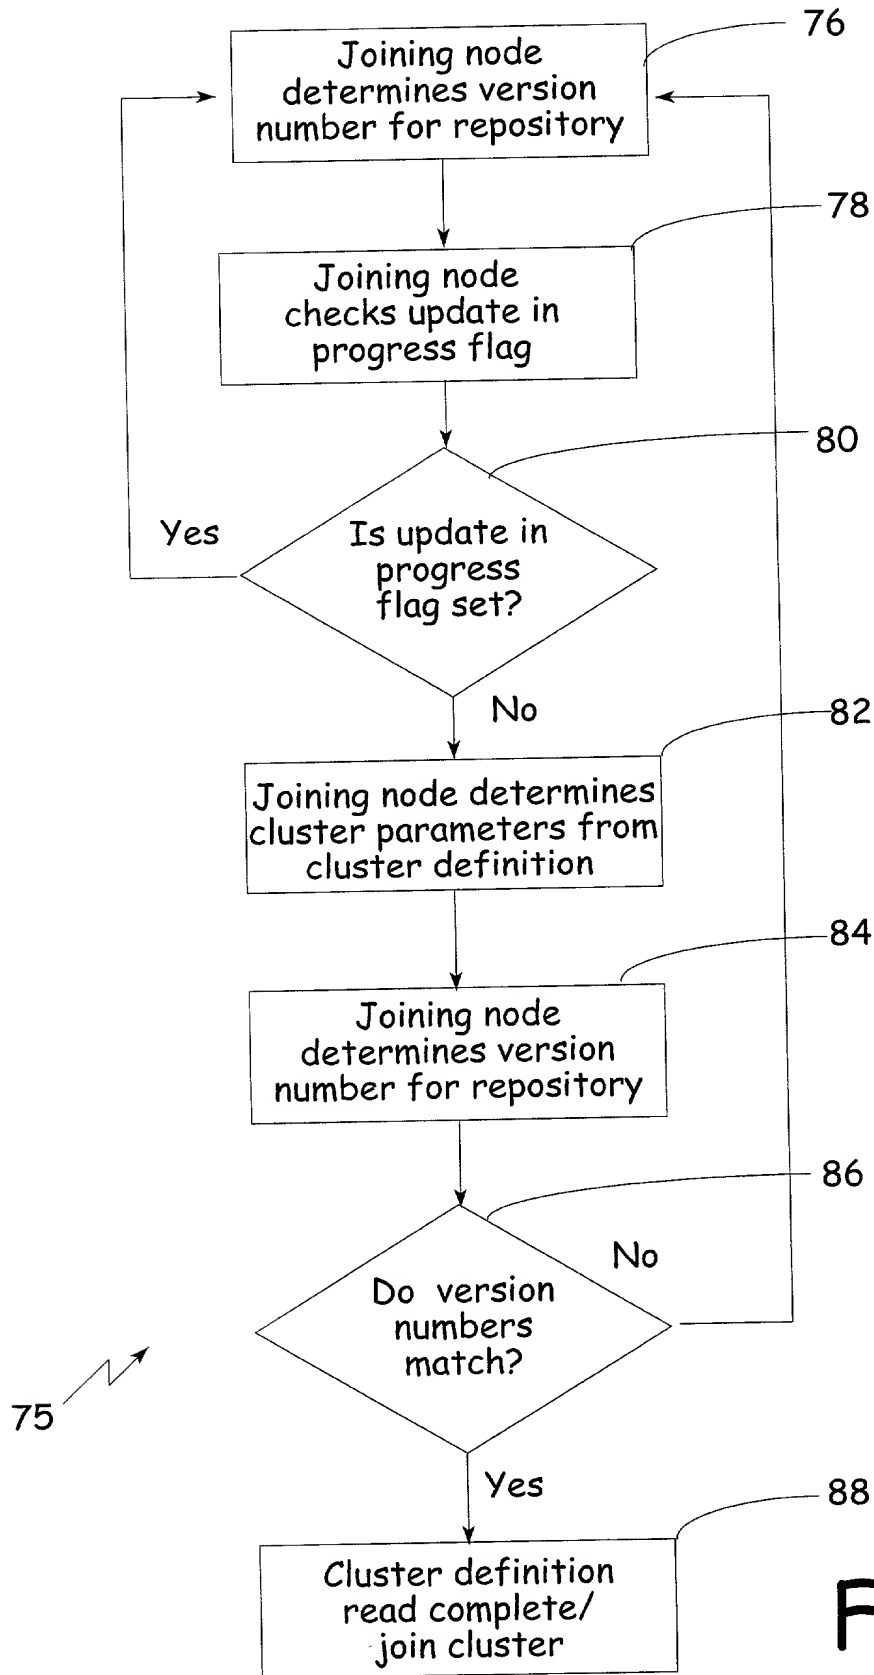 76
Joining node
determines version
number for repository
78
Joining node
checks update in
progress flag
80
Yes
Is update in
progress
flag set?
No
82
Joining node determines
cluster parameters from
cluster definition
84
Joining node
determines version
number for repository
86
No
Do version
numbers
match?
75
Yes
88
Cluster definition
read complete/
join cluster